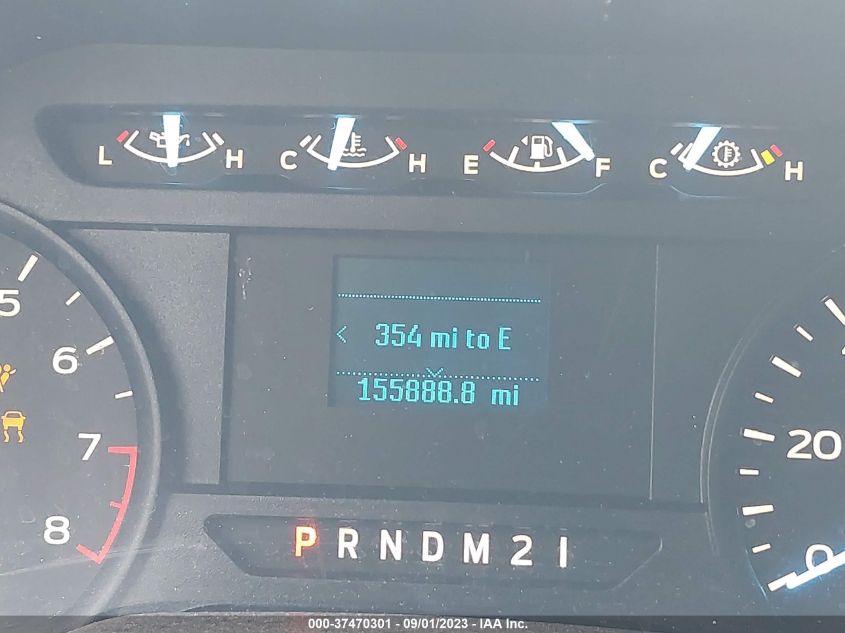 L H C H E F C H
5
6
7
8
354 mi to E
155888.8 mi
20
0
P R N D M 2 1
000-37470301 - 09/01/2023 - IAA Inc.